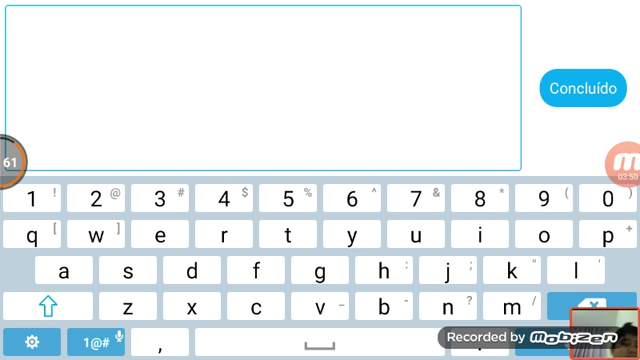 Concluído
61
03:50
1 ! 2 @ 3 # 4 $ 5 % 6 ^ 7 & 8 * 9 ( 0 )
q [ w ] e r t y u i o p +
a s d f g h : j ; k " l '
z x c v _ b - n ? m /
1@# ,
Recorded by Mobizen